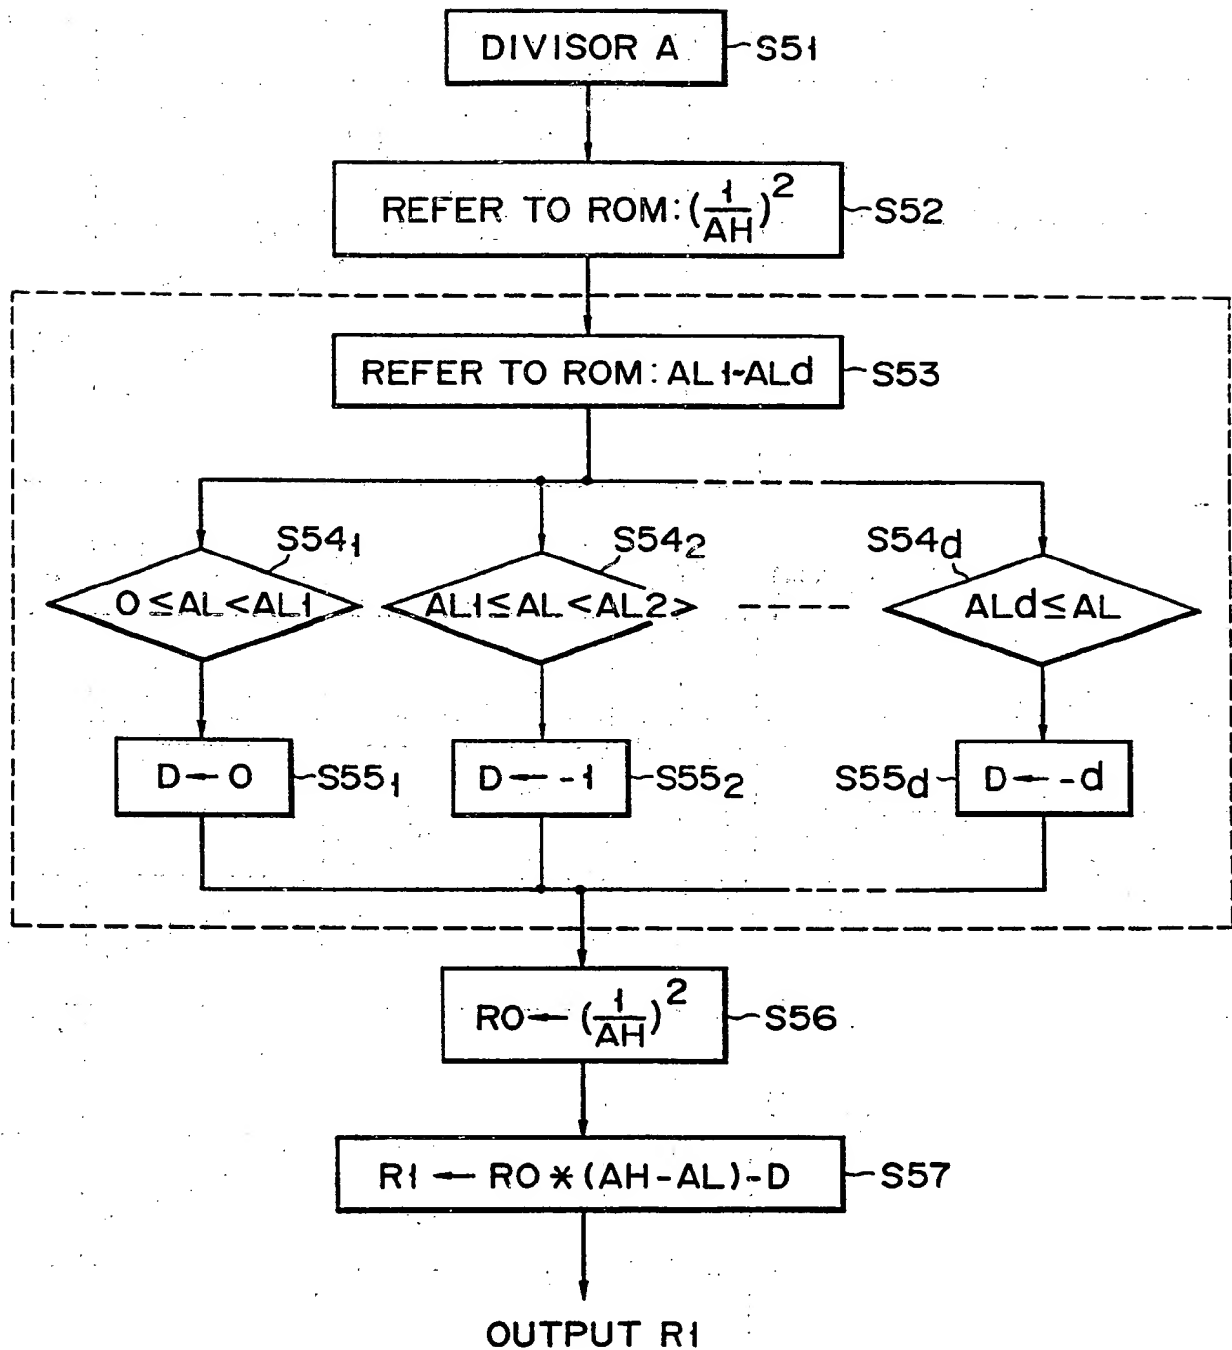 DIVISOR A S51
REFER TO ROM: (1/AH)² S52
REFER TO ROM: AL1~ALd S53
S54₁ S54₂ S54d
0≤AL<AL1 AL1≤AL<AL2 ALd≤AL
D←0 S55₁ D←-1 S55₂ S55d D←-d
R0←(1/AH)² S56
R1←R0*(AH-AL)-D S57
OUTPUT R1